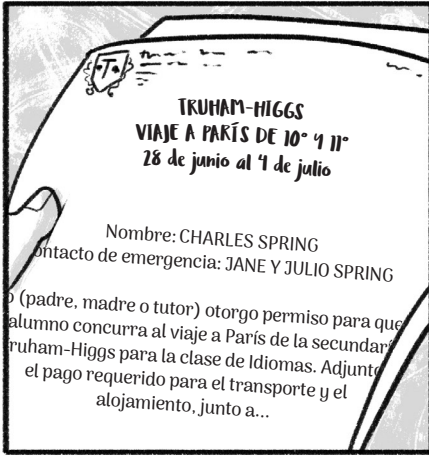 T
TRUHAM-HIGGS
VIAJE A PARÍS DE 10° Y 11°
28 de junio al 4 de julio
Nombre: CHARLES SPRING
ontacto de emergencia: JANE Y JULIO SPRING
o (padre, madre o tutor) otorgo permiso para que
alumno concurra al viaje a París de la secundar
ruham-Higgs para la clase de Idiomas. Adjunto
el pago requerido para el transporte y el
alojamiento, junto a...